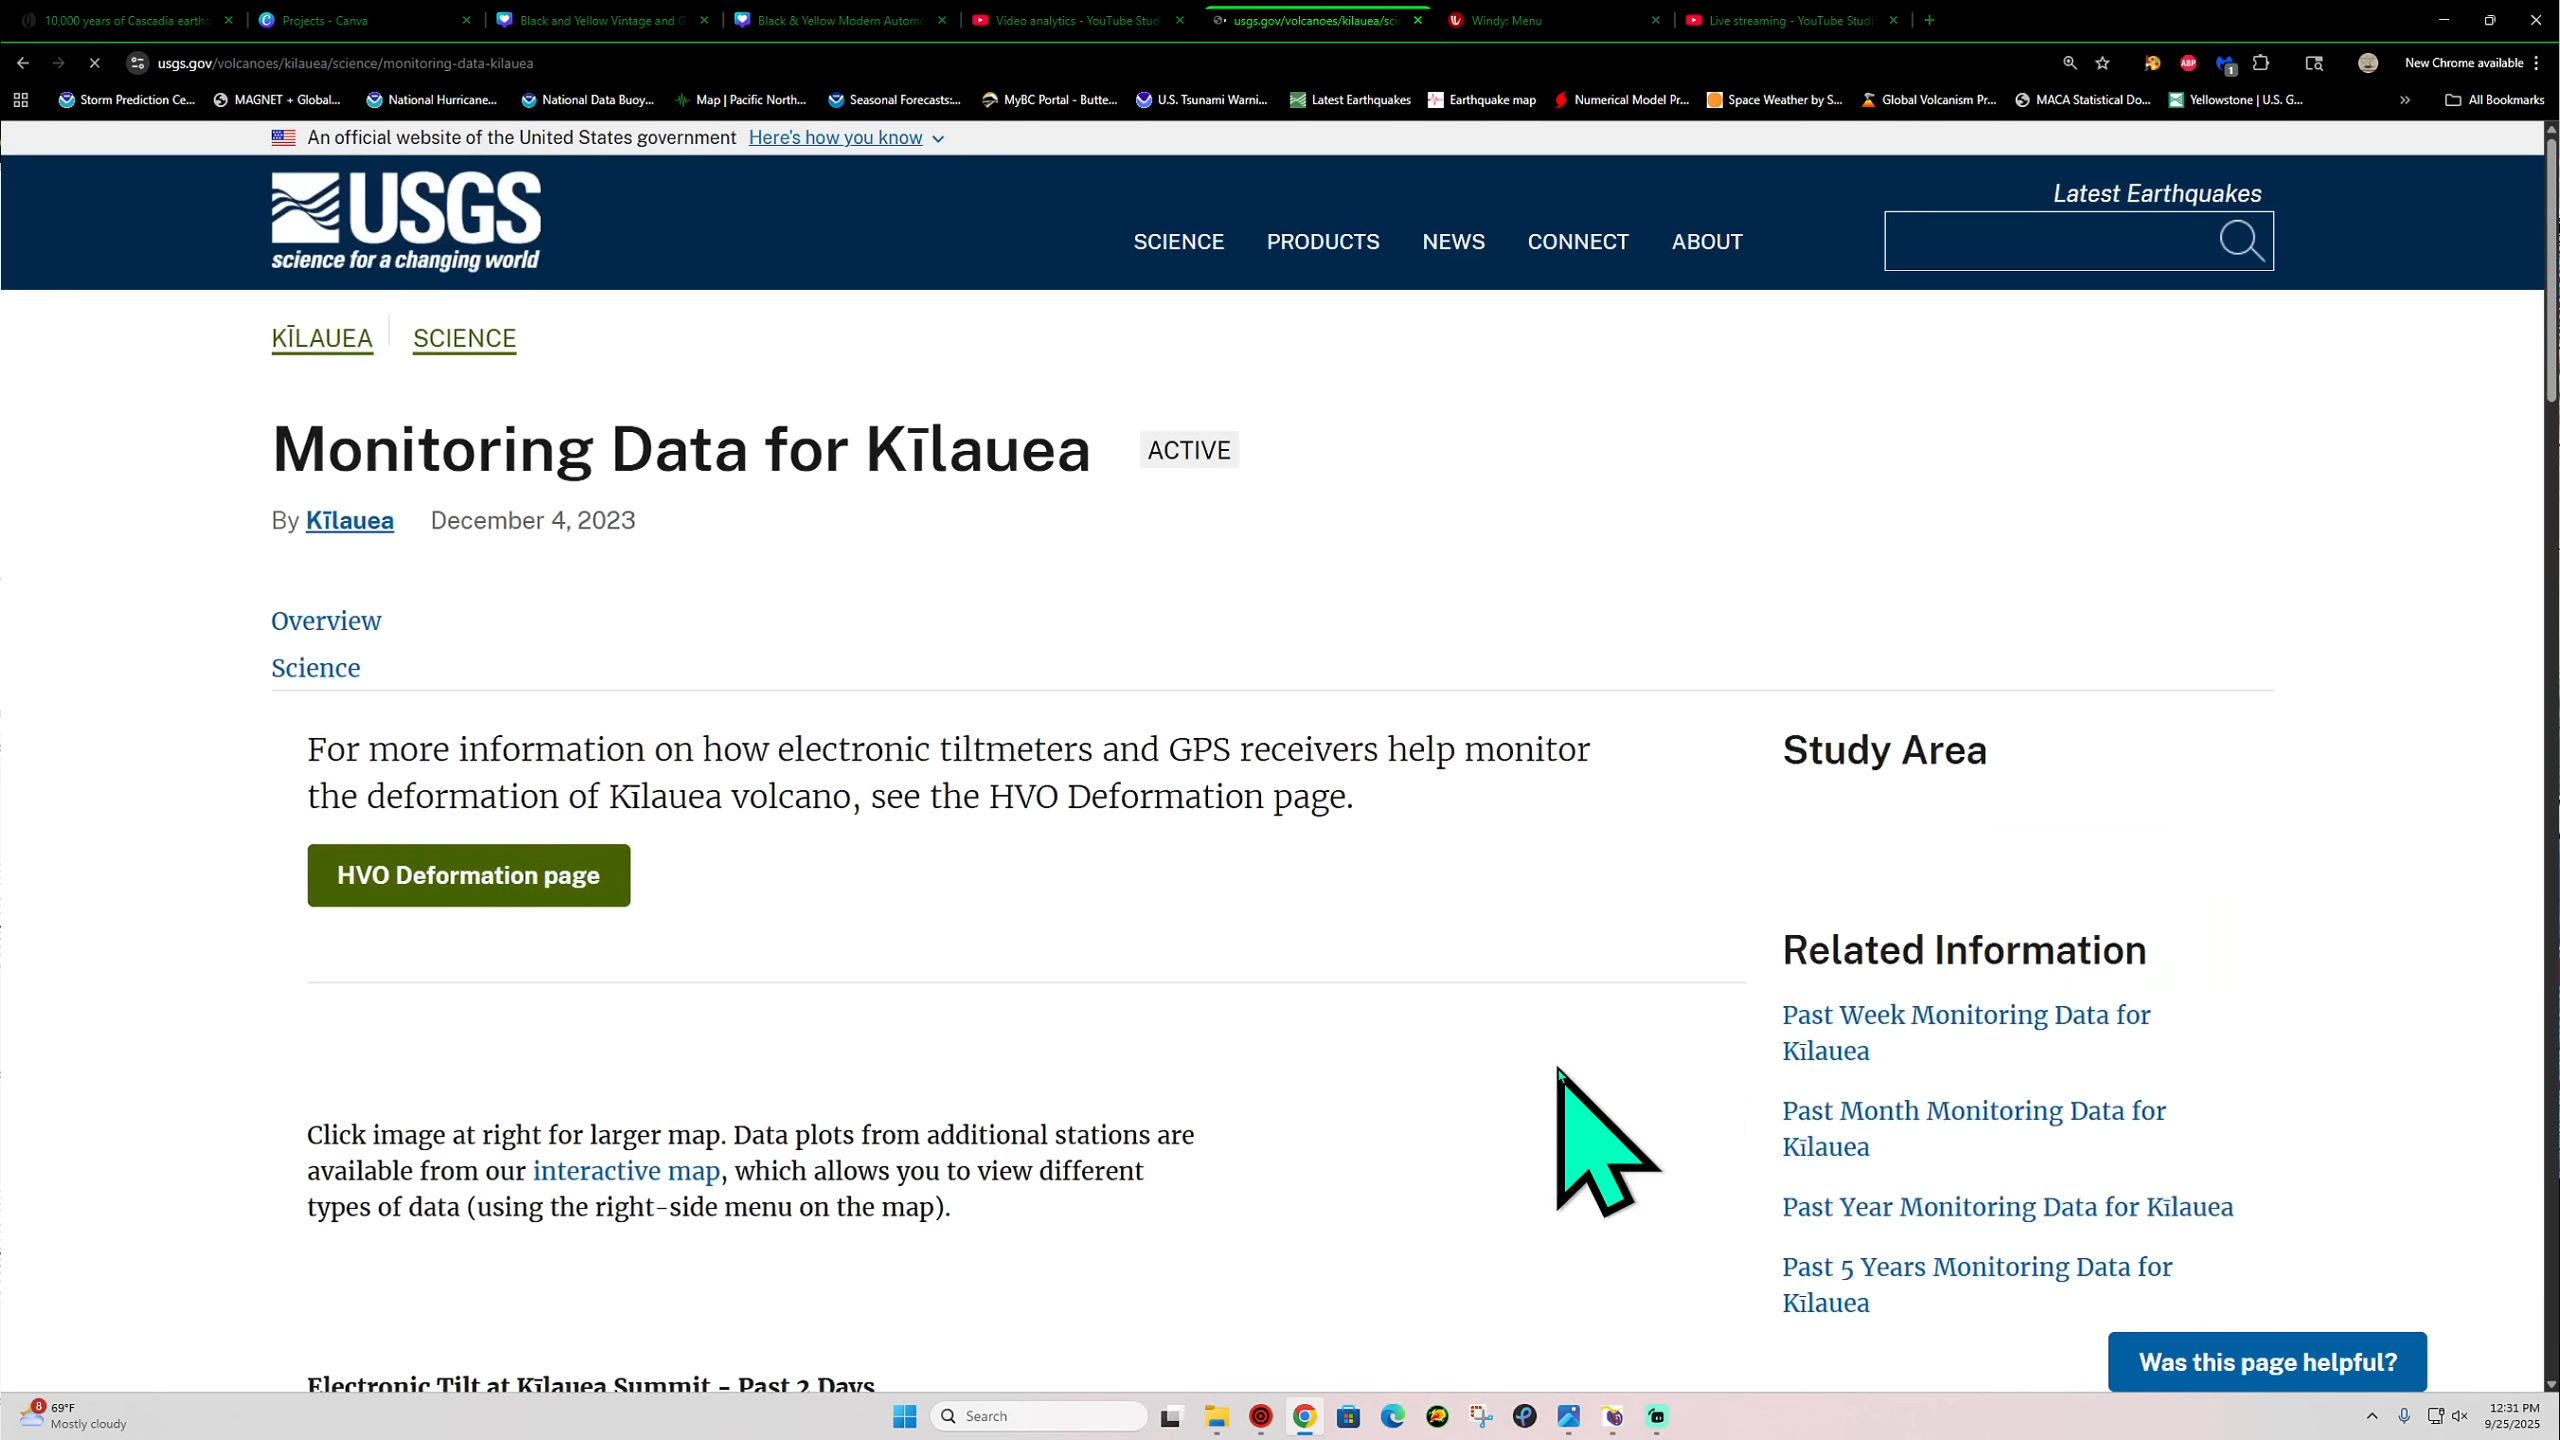 10,000 years of Cascadia earthq
Projects - Canva
Black and Yellow Vintage and G
Black & Yellow Modern Autom
Video analytics - YouTube Stud
usgs.gov/volcanoes/kilauea/sci
Windy: Menu
Live streaming - YouTube Studi
usgs.gov/volcanoes/kilauea/science/monitoring-data-kilauea
ABP
1
New Chrome available
Storm Prediction Ce...
MAGNET + Global...
National Hurricane...
National Data Buoy...
Map | Pacific North...
Seasonal Forecasts:...
MyBC Portal - Butte...
U.S. Tsunami Warni...
Latest Earthquakes
Earthquake map
Numerical Model Pr...
Space Weather by S...
Global Volcanism Pr...
MACA Statistical Do...
Yellowstone | U.S. G...
All Bookmarks
An official website of the United States government Here's how you know
USGS
science for a changing world
SCIENCE PRODUCTS NEWS CONNECT ABOUT
Latest Earthquakes
KĪLAUEA
SCIENCE
Monitoring Data for Kīlauea
ACTIVE
By Kīlauea December 4, 2023
Overview
Science
For more information on how electronic tiltmeters and GPS receivers help monitor
the deformation of Kīlauea volcano, see the HVO Deformation page.
HVO Deformation page
Click image at right for larger map. Data plots from additional stations are
available from our interactive map, which allows you to view different
types of data (using the right-side menu on the map).
Electronic Tilt at Kīlauea Summit - Past 2 Days
Study Area
Related Information
Past Week Monitoring Data for
Kīlauea
Past Month Monitoring Data for
Kīlauea
Past Year Monitoring Data for Kīlauea
Past 5 Years Monitoring Data for
Kīlauea
Was this page helpful?
8
69°F
Mostly cloudy
Search
12:31 PM
9/25/2025